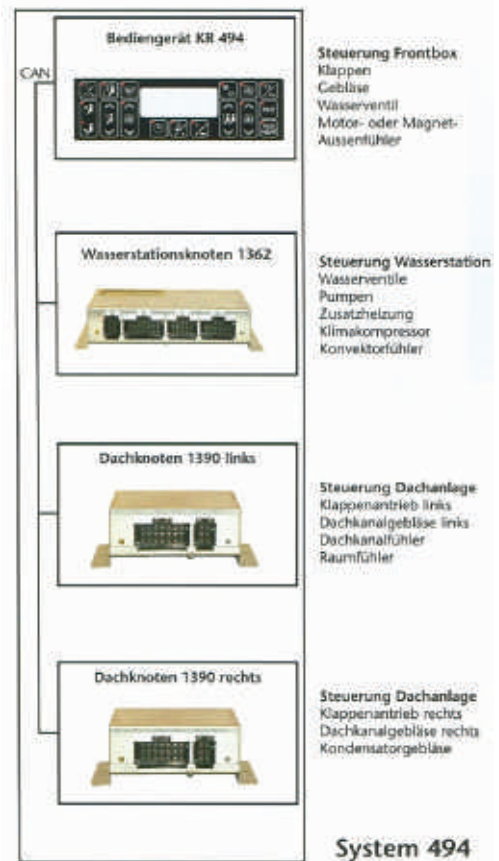 CAN
Bediengerät KR 494
Steuerung Frontbox
Klappen
Gebläse
Wasserventil
Motor- oder Magnet-
Aussenfühler
Wasserstationsknoten 1362
Steuerung Wasserstation
Wasserventile
Pumpen
Zusatzheizung
Klimakompressor
Konvektorfühler
Dachknoten 1390 links
Steuerung Dachanlage
Klappenantrieb links
Dachkanalgebläse links
Dachkanalfühler
Raumfühler
Dachknoten 1390 rechts
Steuerung Dachanlage
Klappenantrieb rechts
Dachkanalgebläse rechts
Kondensatorgebläse
System 494